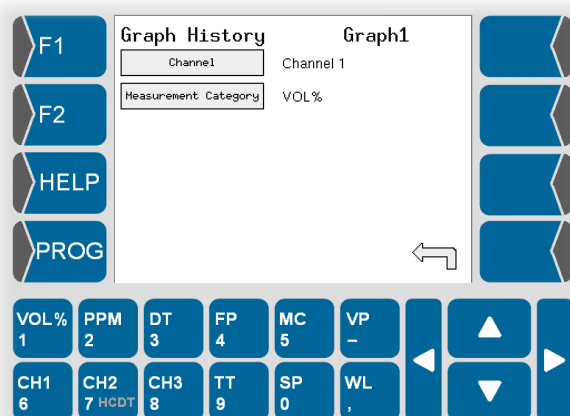 F1
F2
HELP
PROG
Graph History Graph1
Channel Channel 1
Measurement Category VOL%
VOL% PPM DT FP MC VP
1 2 3 4 5 –
CH1 CH2 CH3 TT SP WL
6 7 HCDT 8 9 0 ,